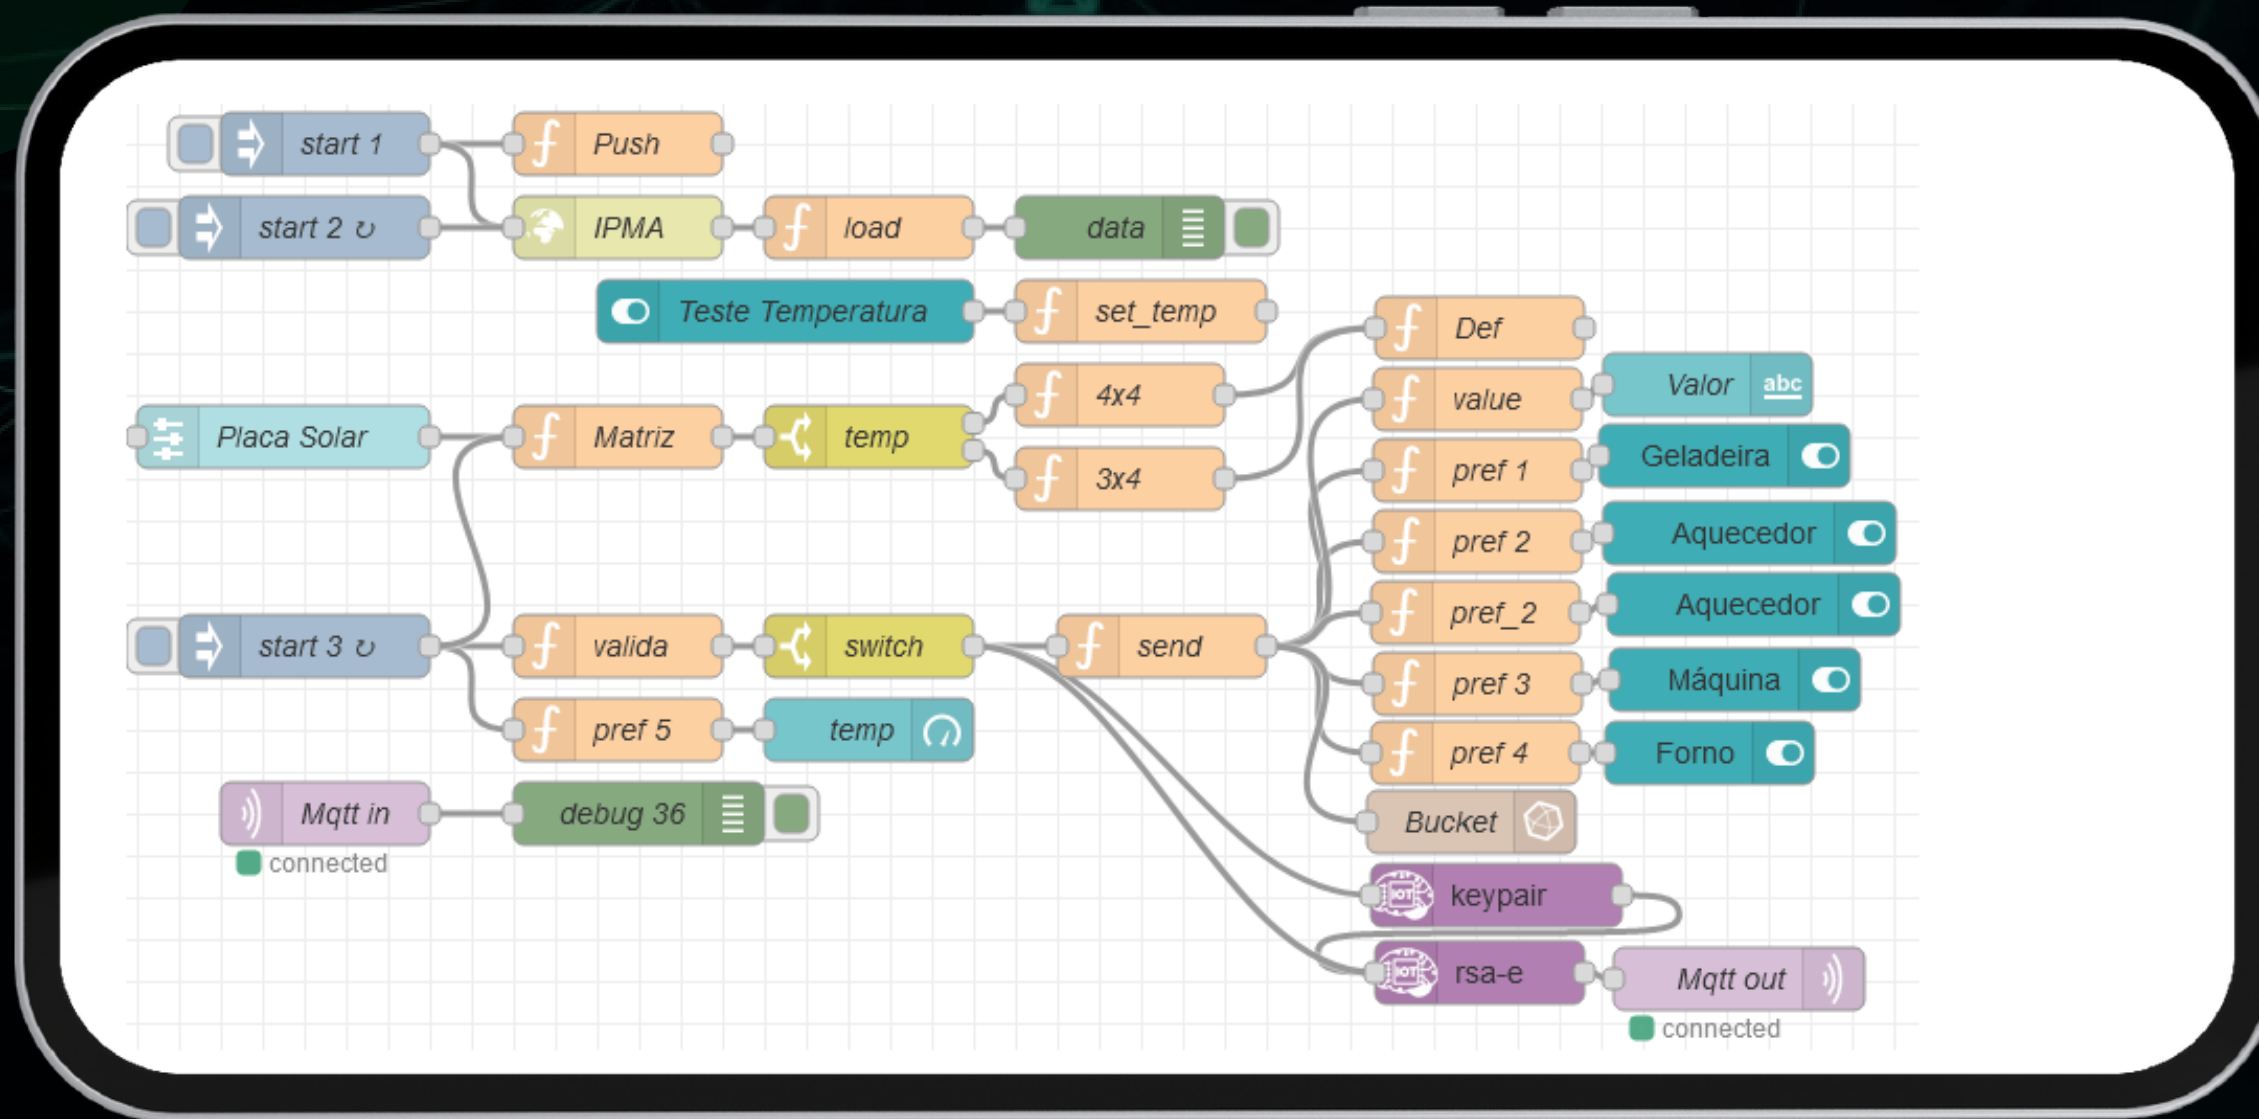 start 1
Push
start 2 ↻
IPMA
load
data
Teste Temperatura
set_temp
Def
4x4
value
Valor
abc
Placa Solar
Matriz
temp
3x4
pref 1
Geladeira
pref 2
Aquecedor
pref_2
Aquecedor
start 3 ↻
valida
switch
send
pref 3
Máquina
pref 5
temp
pref 4
Forno
Mqtt in
debug 36
Bucket
connected
IOT
keypair
IOT
rsa-e
Mqtt out
connected